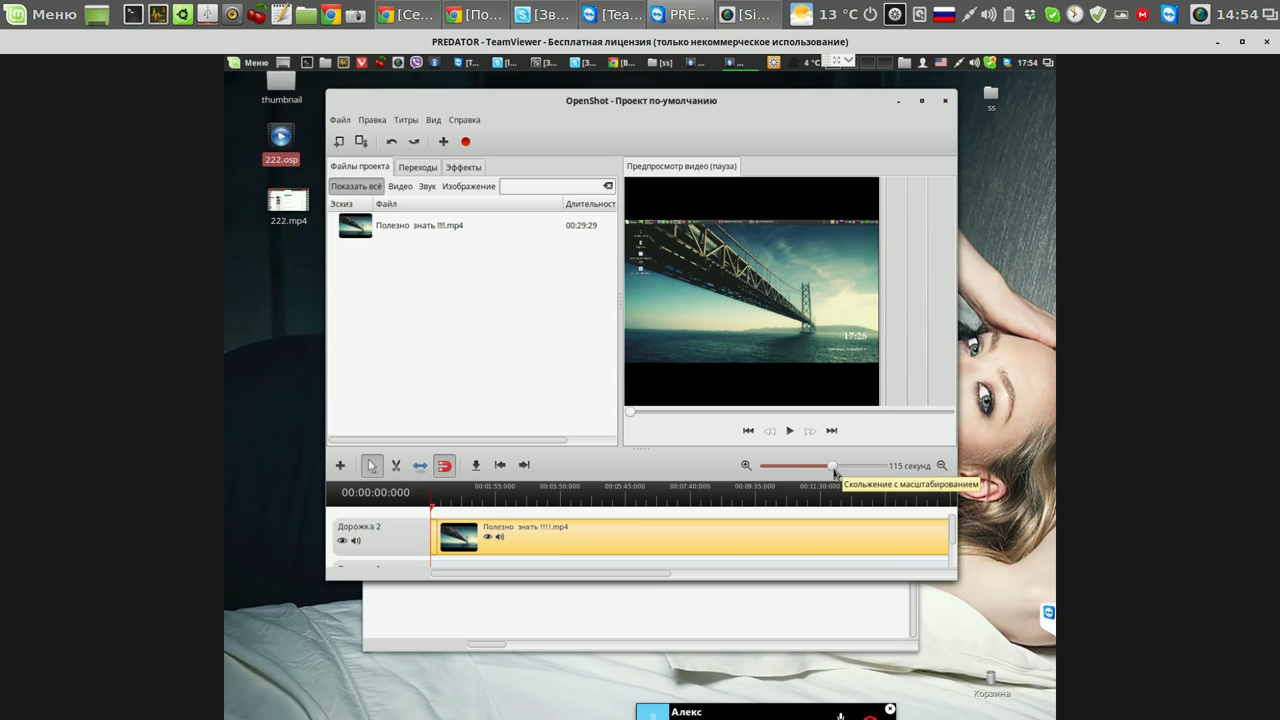 Меню
[Се...
[По...
[Зв...
[Tea...
PRE...
[Si...
13 °C
14:54
PREDATOR - TeamViewer - Бесплатная лицензия (только некоммерческое использование)
Меню
[T...
[З...
[З...
[ss]
4 °C
17:54
thumbnail
222.osp
222.mp4
ss
OpenShot - Проект по-умолчанию
Файл Правка Титры Вид Справка
Файлы проекта Переходы Эффекты
Предпросмотр видео (пауза)
Показать всё Видео Звук Изображение
Эскиз Файл Длительност
Полезно знать !!!!.mp4 00:29:29
17:28
115 секунд
Скольжение с масштабированием
00:00:00:000
00:01:55:000 00:03:50:000 00:05:45:000 00:07:40:000 00:09:35:000 00:11:30:000
Дорожка 2
Полезно знать !!!!.mp4
Корзина
Алекс